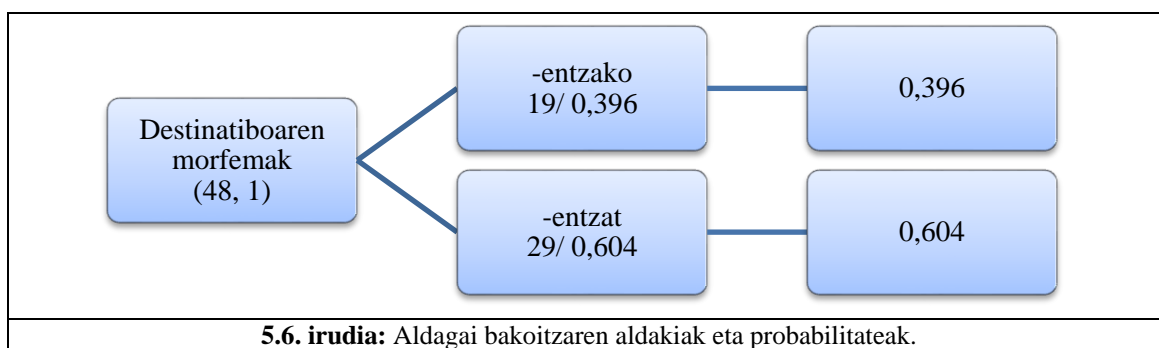 Destinatiboaren
morfemak
(48, 1)
-entzako
19/ 0,396
0,396
-entzat
29/ 0,604
0,604
5.6. irudia: Aldagai bakoitzaren aldakiak eta probabilitateak.